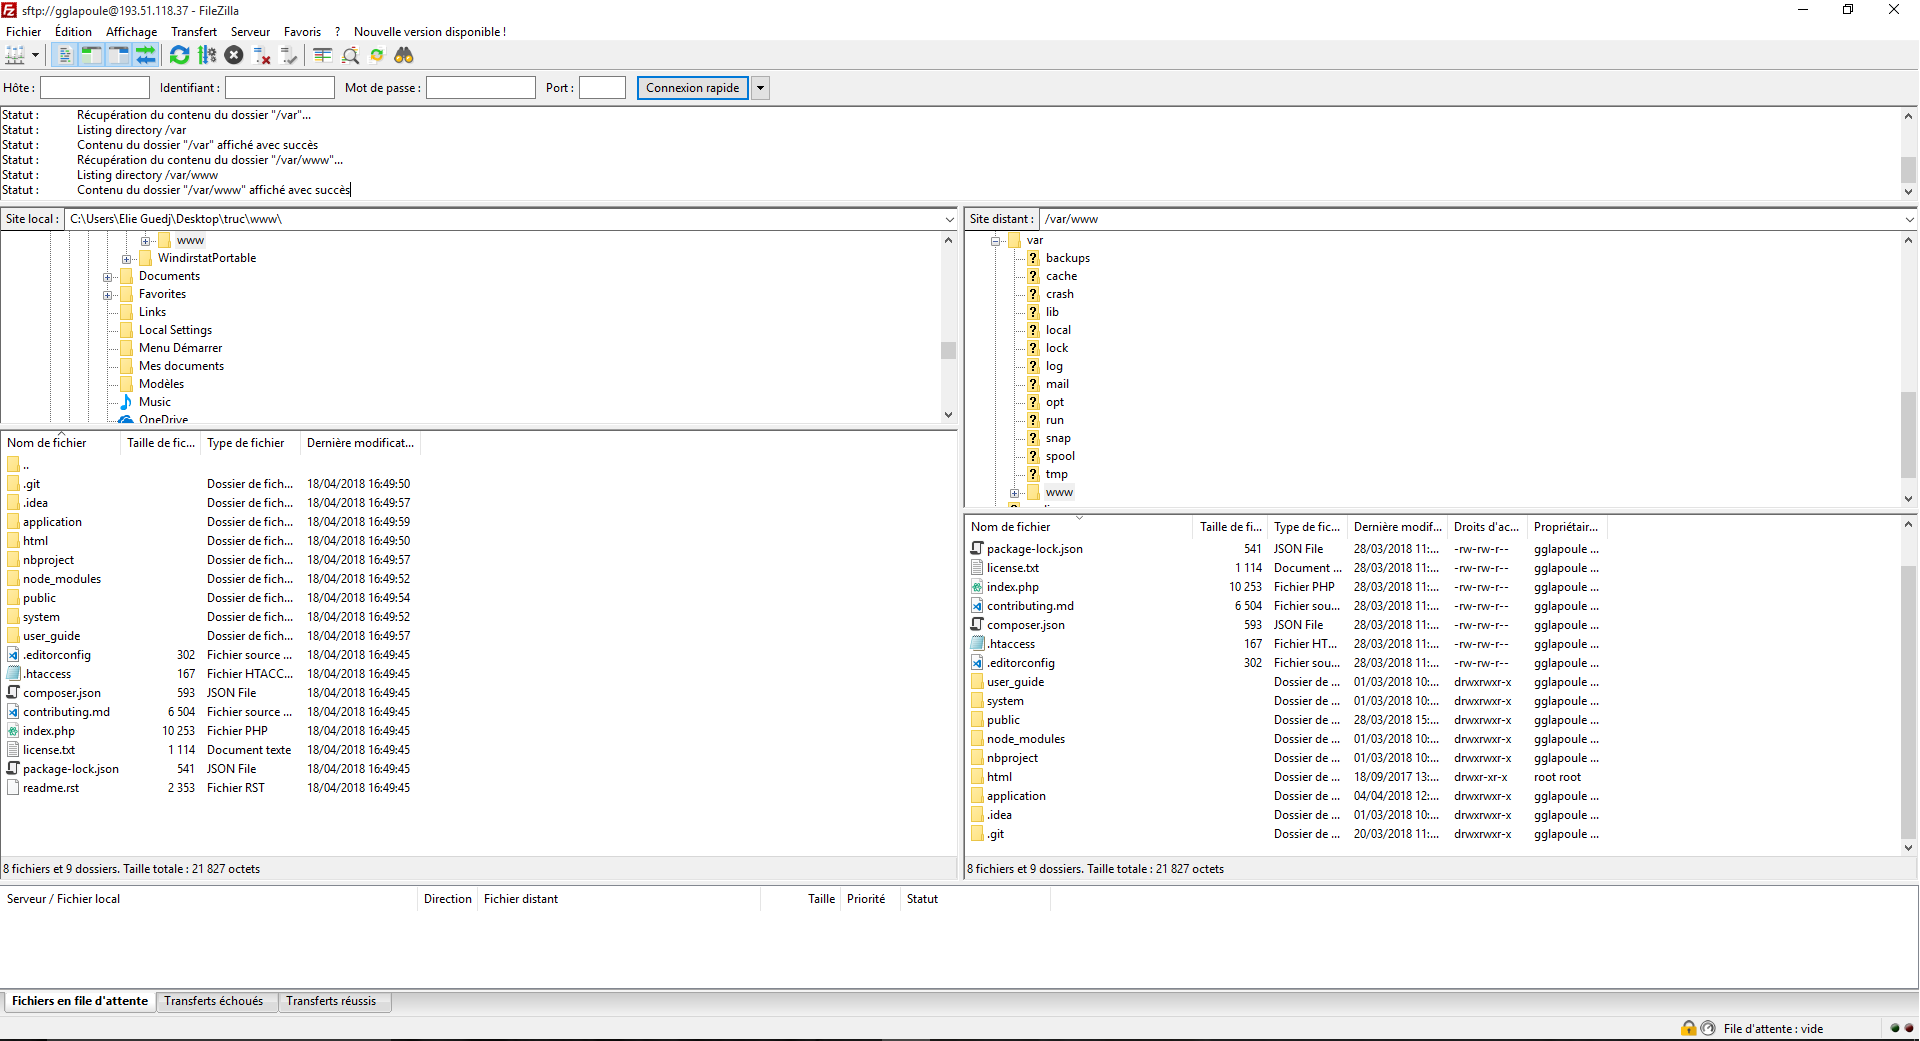 sftp://gglapoule@193.51.118.37 - FileZilla
Fichier Édition Affichage Transfert Serveur Favoris ? Nouvelle version disponible !
Hôte : Identifiant : Mot de passe : Port : Connexion rapide
Statut : Récupération du contenu du dossier "/var"...
Statut : Listing directory /var
Statut : Contenu du dossier "/var" affiché avec succès
Statut : Récupération du contenu du dossier "/var/www"...
Statut : Listing directory /var/www
Statut : Contenu du dossier "/var/www" affiché avec succès
Site local : C:\Users\Elie Guedj\Desktop\truc\www\
www
WindirstatPortable
Documents
Favorites
Links
Local Settings
Menu Démarrer
Mes documents
Modèles
Music
OneDrive
Nom de fichier Taille de fic... Type de fichier Dernière modificat...
..
.git Dossier de fich... 18/04/2018 16:49:50
.idea Dossier de fich... 18/04/2018 16:49:57
application Dossier de fich... 18/04/2018 16:49:59
html Dossier de fich... 18/04/2018 16:49:50
nbproject Dossier de fich... 18/04/2018 16:49:57
node_modules Dossier de fich... 18/04/2018 16:49:52
public Dossier de fich... 18/04/2018 16:49:54
system Dossier de fich... 18/04/2018 16:49:52
user_guide Dossier de fich... 18/04/2018 16:49:57
.editorconfig 302 Fichier source ... 18/04/2018 16:49:45
.htaccess 167 Fichier HTACC... 18/04/2018 16:49:45
composer.json 593 JSON File 18/04/2018 16:49:45
contributing.md 6 504 Fichier source ... 18/04/2018 16:49:45
index.php 10 253 Fichier PHP 18/04/2018 16:49:45
license.txt 1 114 Document texte 18/04/2018 16:49:45
package-lock.json 541 JSON File 18/04/2018 16:49:45
readme.rst 2 353 Fichier RST 18/04/2018 16:49:45
8 fichiers et 9 dossiers. Taille totale : 21 827 octets
Site distant : /var/www
var
backups
cache
crash
lib
local
lock
log
mail
opt
run
snap
spool
tmp
www
Nom de fichier Taille de fi... Type de fic... Dernière modif... Droits d'ac... Propriétair...
package-lock.json 541 JSON File 28/03/2018 11:... -rw-rw-r-- gglapoule ...
license.txt 1 114 Document ... 28/03/2018 11:... -rw-rw-r-- gglapoule ...
index.php 10 253 Fichier PHP 28/03/2018 11:... -rw-rw-r-- gglapoule ...
contributing.md 6 504 Fichier sou... 28/03/2018 11:... -rw-rw-r-- gglapoule ...
composer.json 593 JSON File 28/03/2018 11:... -rw-rw-r-- gglapoule ...
.htaccess 167 Fichier HT... 28/03/2018 11:... -rw-rw-r-- gglapoule ...
.editorconfig 302 Fichier sou... 28/03/2018 11:... -rw-rw-r-- gglapoule ...
user_guide Dossier de ... 01/03/2018 10:... drwxrwxr-x gglapoule ...
system Dossier de ... 01/03/2018 10:... drwxrwxr-x gglapoule ...
public Dossier de ... 28/03/2018 15:... drwxrwxr-x gglapoule ...
node_modules Dossier de ... 01/03/2018 10:... drwxrwxr-x gglapoule ...
nbproject Dossier de ... 01/03/2018 10:... drwxrwxr-x gglapoule ...
html Dossier de ... 18/09/2017 13:... drwxr-xr-x root root
application Dossier de ... 04/04/2018 12:... drwxrwxr-x gglapoule ...
.idea Dossier de ... 01/03/2018 10:... drwxrwxr-x gglapoule ...
.git Dossier de ... 20/03/2018 11:... drwxrwxr-x gglapoule ...
8 fichiers et 9 dossiers. Taille totale : 21 827 octets
Serveur / Fichier local Direction Fichier distant Taille Priorité Statut
Fichiers en file d'attente Transferts échoués Transferts réussis
File d'attente : vide